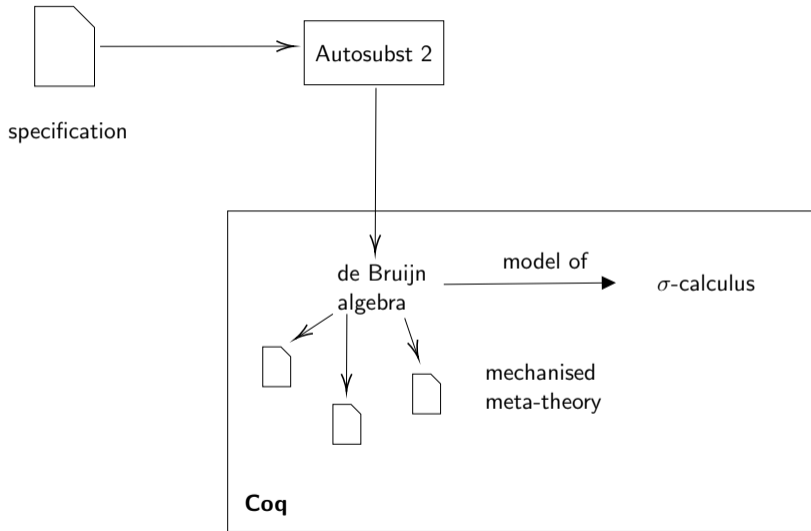 Autosubst 2
specification
de Bruijn
algebra
model of
σ-calculus
mechanised
meta-theory
Coq